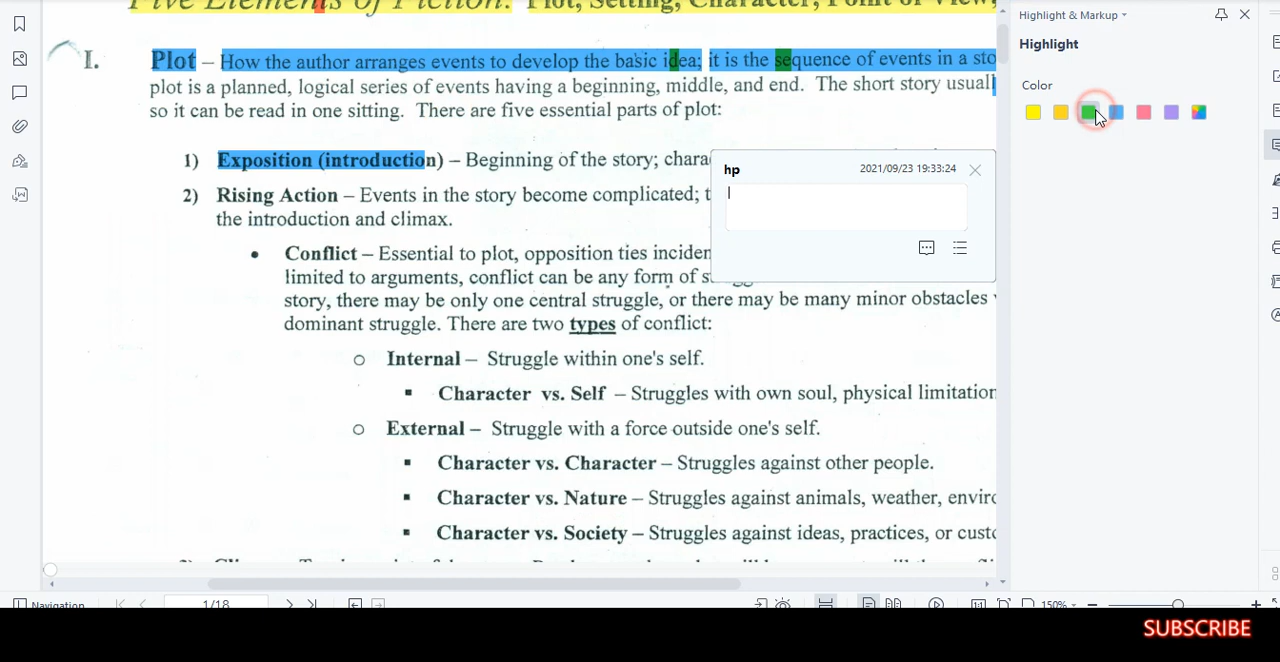 Five Elements of Fiction: Plot, Setting, Character, Point of View,
Highlight & Markup
Highlight
Color
I. Plot – How the author arranges events to develop the basic idea; it is the sequence of events in a sto
plot is a planned, logical series of events having a beginning, middle, and end. The short story usuall
so it can be read in one sitting. There are five essential parts of plot:
1) Exposition (introduction) – Beginning of the story; chara
hp 2021/09/23 19:33:24
2) Rising Action – Events in the story become complicated; t
the introduction and climax.
• Conflict – Essential to plot, opposition ties inciden
limited to arguments, conflict can be any form of
story, there may be only one central struggle, or there may be many minor obstacles
dominant struggle. There are two types of conflict:
o Internal – Struggle within one's self.
▪ Character vs. Self – Struggles with own soul, physical limitation
o External – Struggle with a force outside one's self.
▪ Character vs. Character – Struggles against other people.
▪ Character vs. Nature – Struggles against animals, weather, enviro
▪ Character vs. Society – Struggles against ideas, practices, or custo
Navigation 1/18 150%
SUBSCRIBE